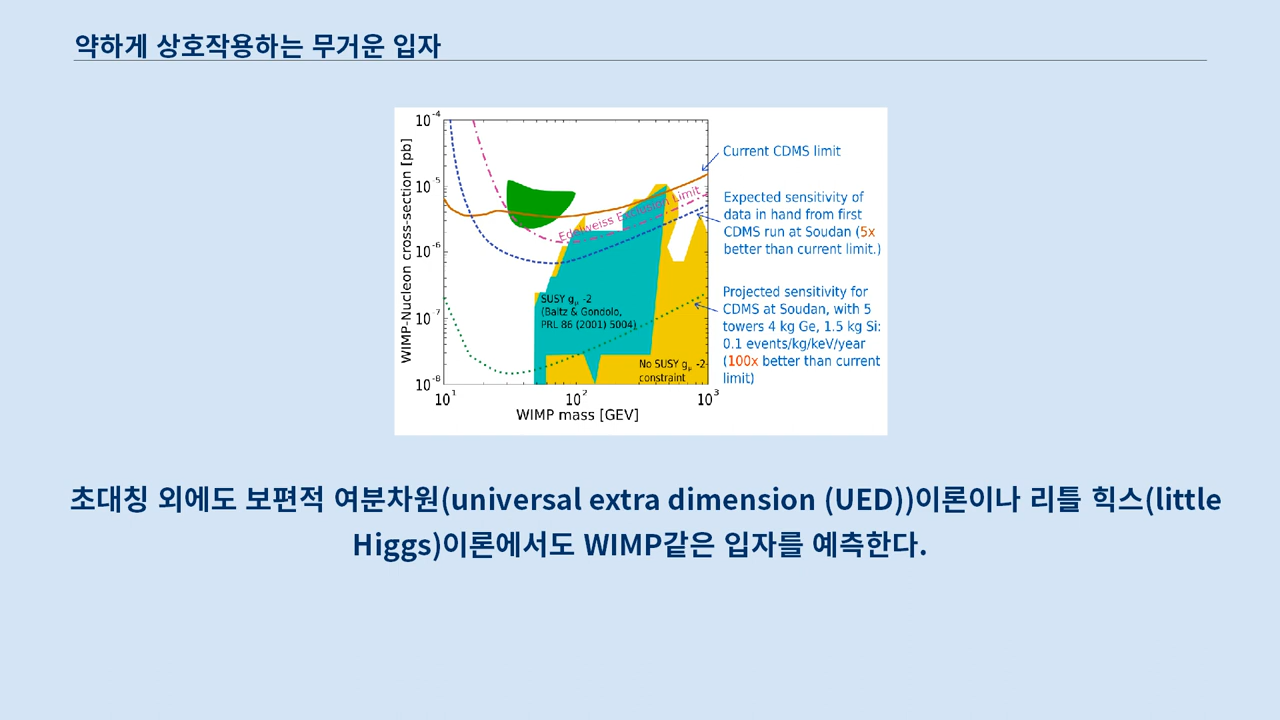 약하게 상호작용하는 무거운 입자
WIMP-Nucleon cross-section [pb]
10-4
10-5
10-6
10-7
10-8
101
102
103
WIMP mass [GEV]
Edelweiss Exclusion Limit
SUSY gμ -2
(Baltz & Gondolo,
PRL 86 (2001) 5004)
No SUSY gμ -2
constraint
Current CDMS limit
Expected sensitivity of
data in hand from first
CDMS run at Soudan (5x
better than current limit.)
Projected sensitivity for
CDMS at Soudan, with 5
towers 4 kg Ge, 1.5 kg Si:
0.1 events/kg/keV/year
(100x better than current
limit)
초대칭 외에도 보편적 여분차원(universal extra dimension (UED))이론이나 리틀 힉스(little
Higgs)이론에서도 WIMP같은 입자를 예측한다.